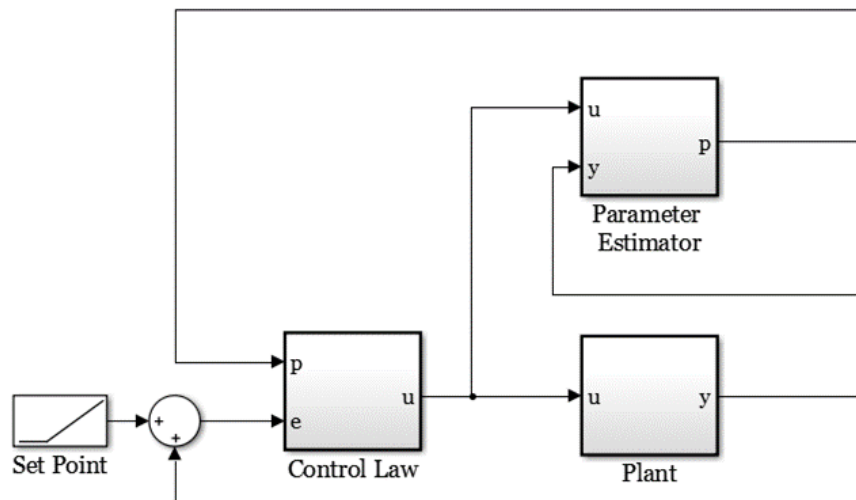 u
y
p
Parameter
Estimator
p
e
u
Control Law
u
y
Plant
+
+
Set Point